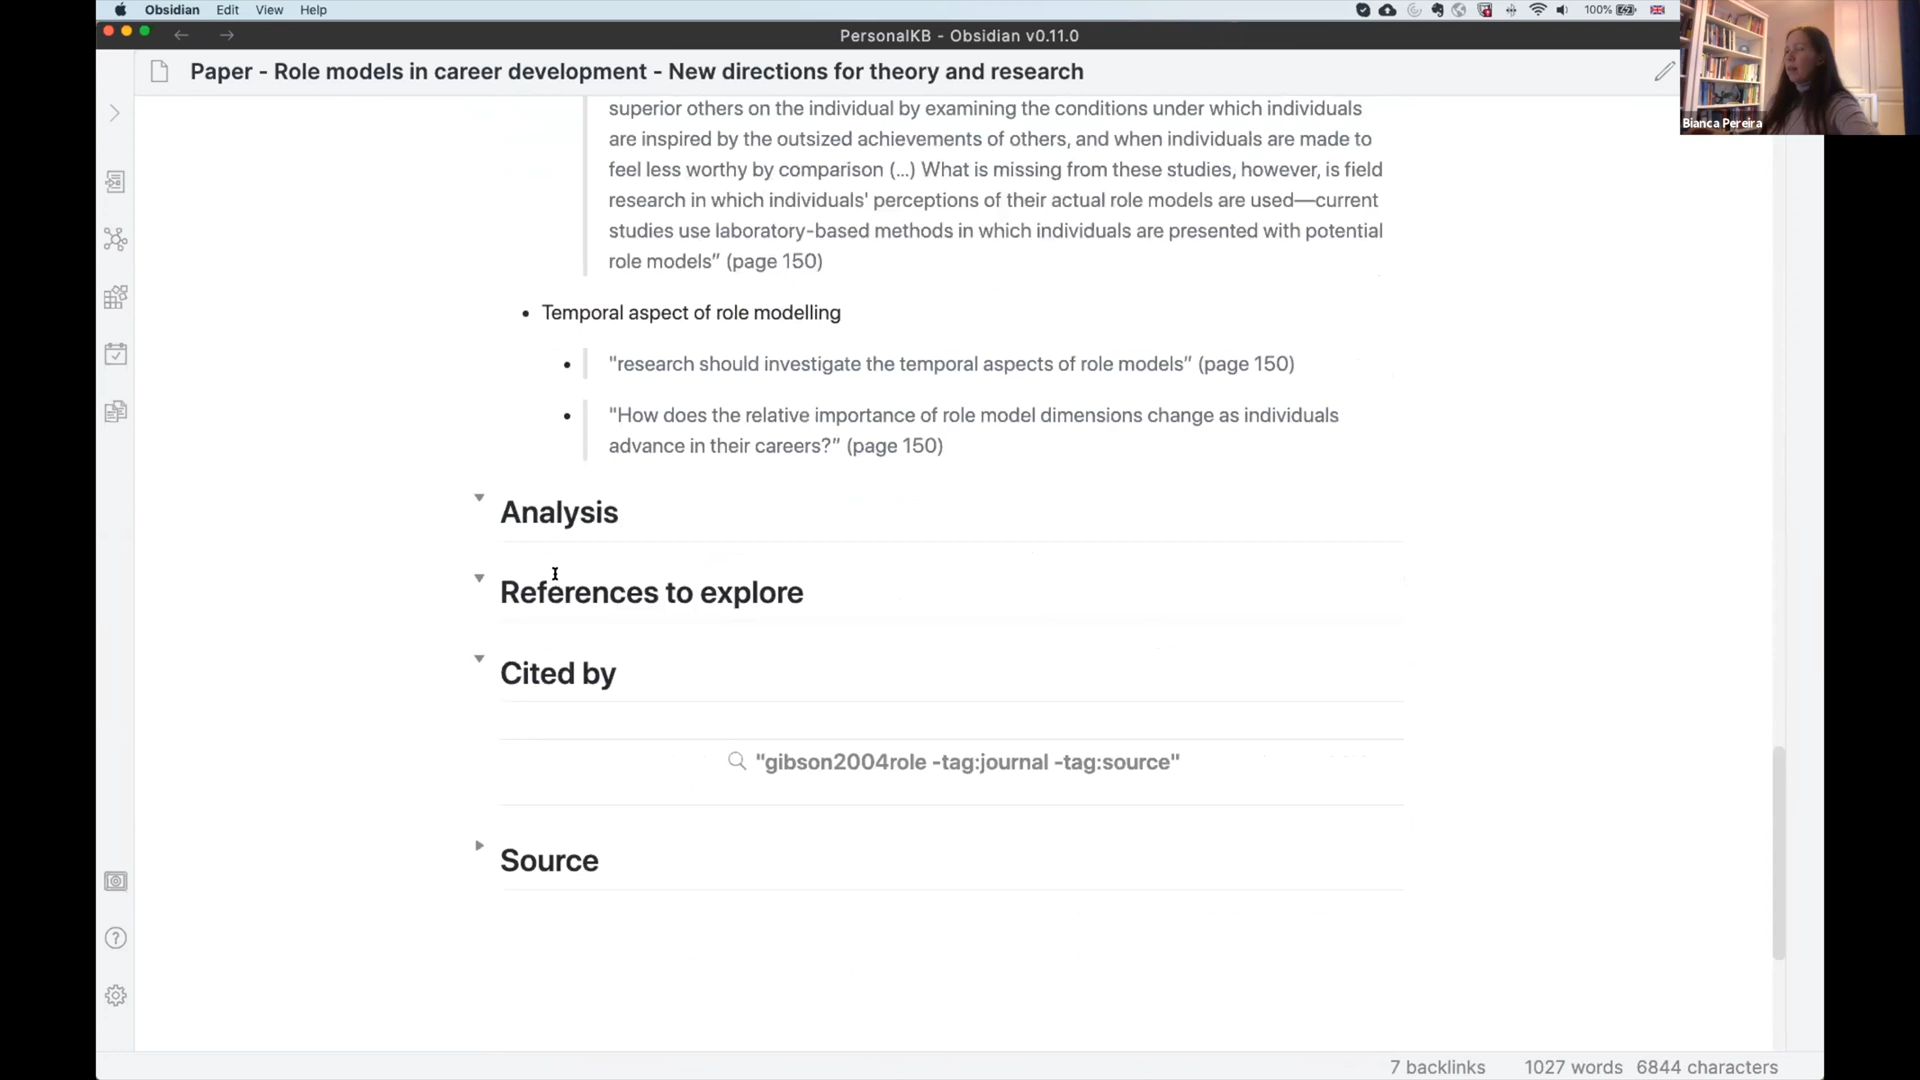 Obsidian Edit View Help 100%
PersonalKB - Obsidian v0.11.0
Paper - Role models in career development - New directions for theory and research
Bianca Pereira
superior others on the individual by examining the conditions under which individuals
are inspired by the outsized achievements of others, and when individuals are made to
feel less worthy by comparison (...) What is missing from these studies, however, is field
research in which individuals' perceptions of their actual role models are used—current
studies use laboratory-based methods in which individuals are presented with potential
role models” (page 150)
• Temporal aspect of role modelling
• "research should investigate the temporal aspects of role models” (page 150)
• "How does the relative importance of role model dimensions change as individuals
advance in their careers?” (page 150)
Analysis
References to explore
Cited by
"gibson2004role -tag:journal -tag:source"
Source
7 backlinks 1027 words 6844 characters